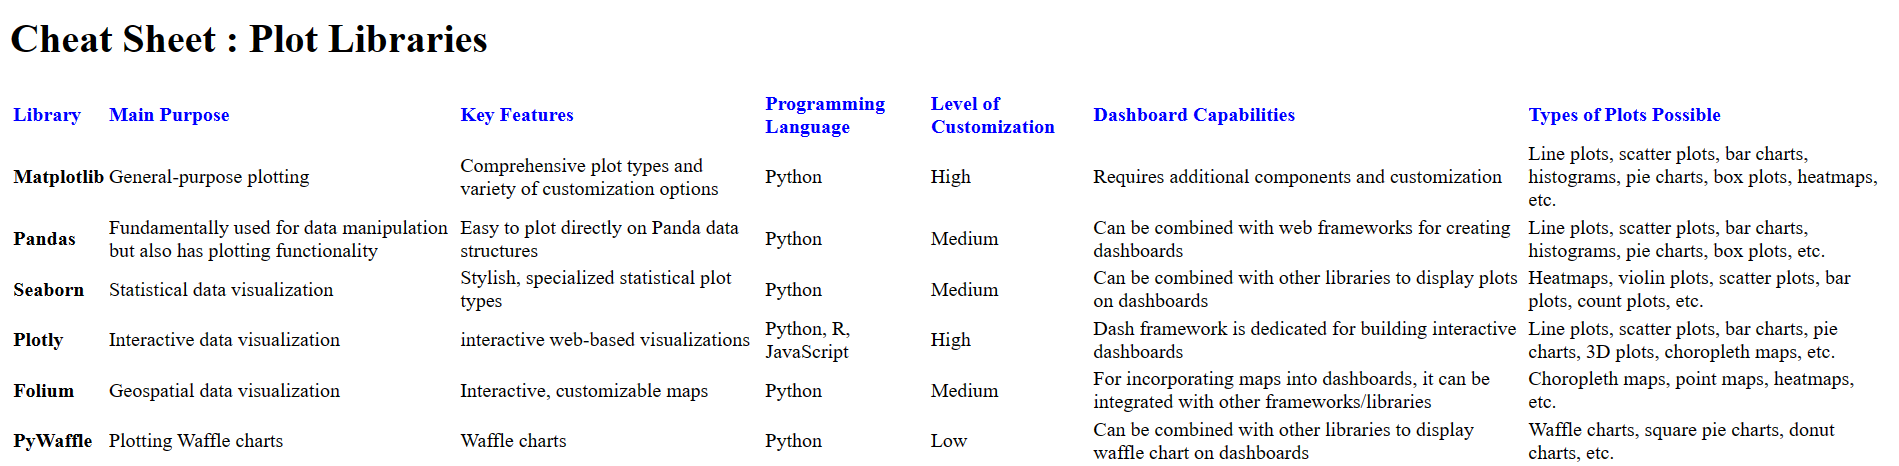 Cheat Sheet : Plot Libraries
Library Main Purpose Key Features Programming Language Level of Customization Dashboard Capabilities Types of Plots Possible
Matplotlib General-purpose plotting Comprehensive plot types and variety of customization options Python High Requires additional components and customization Line plots, scatter plots, bar charts, histograms, pie charts, box plots, heatmaps, etc.
Pandas Fundamentally used for data manipulation but also has plotting functionality Easy to plot directly on Panda data structures Python Medium Can be combined with web frameworks for creating dashboards Line plots, scatter plots, bar charts, histograms, pie charts, box plots, etc.
Seaborn Statistical data visualization Stylish, specialized statistical plot types Python Medium Can be combined with other libraries to display plots on dashboards Heatmaps, violin plots, scatter plots, bar plots, count plots, etc.
Plotly Interactive data visualization interactive web-based visualizations Python, R, JavaScript High Dash framework is dedicated for building interactive dashboards Line plots, scatter plots, bar charts, pie charts, 3D plots, choropleth maps, etc.
Folium Geospatial data visualization Interactive, customizable maps Python Medium For incorporating maps into dashboards, it can be integrated with other frameworks/libraries Choropleth maps, point maps, heatmaps, etc.
PyWaffle Plotting Waffle charts Waffle charts Python Low Can be combined with other libraries to display waffle chart on dashboards Waffle charts, square pie charts, donut charts, etc.